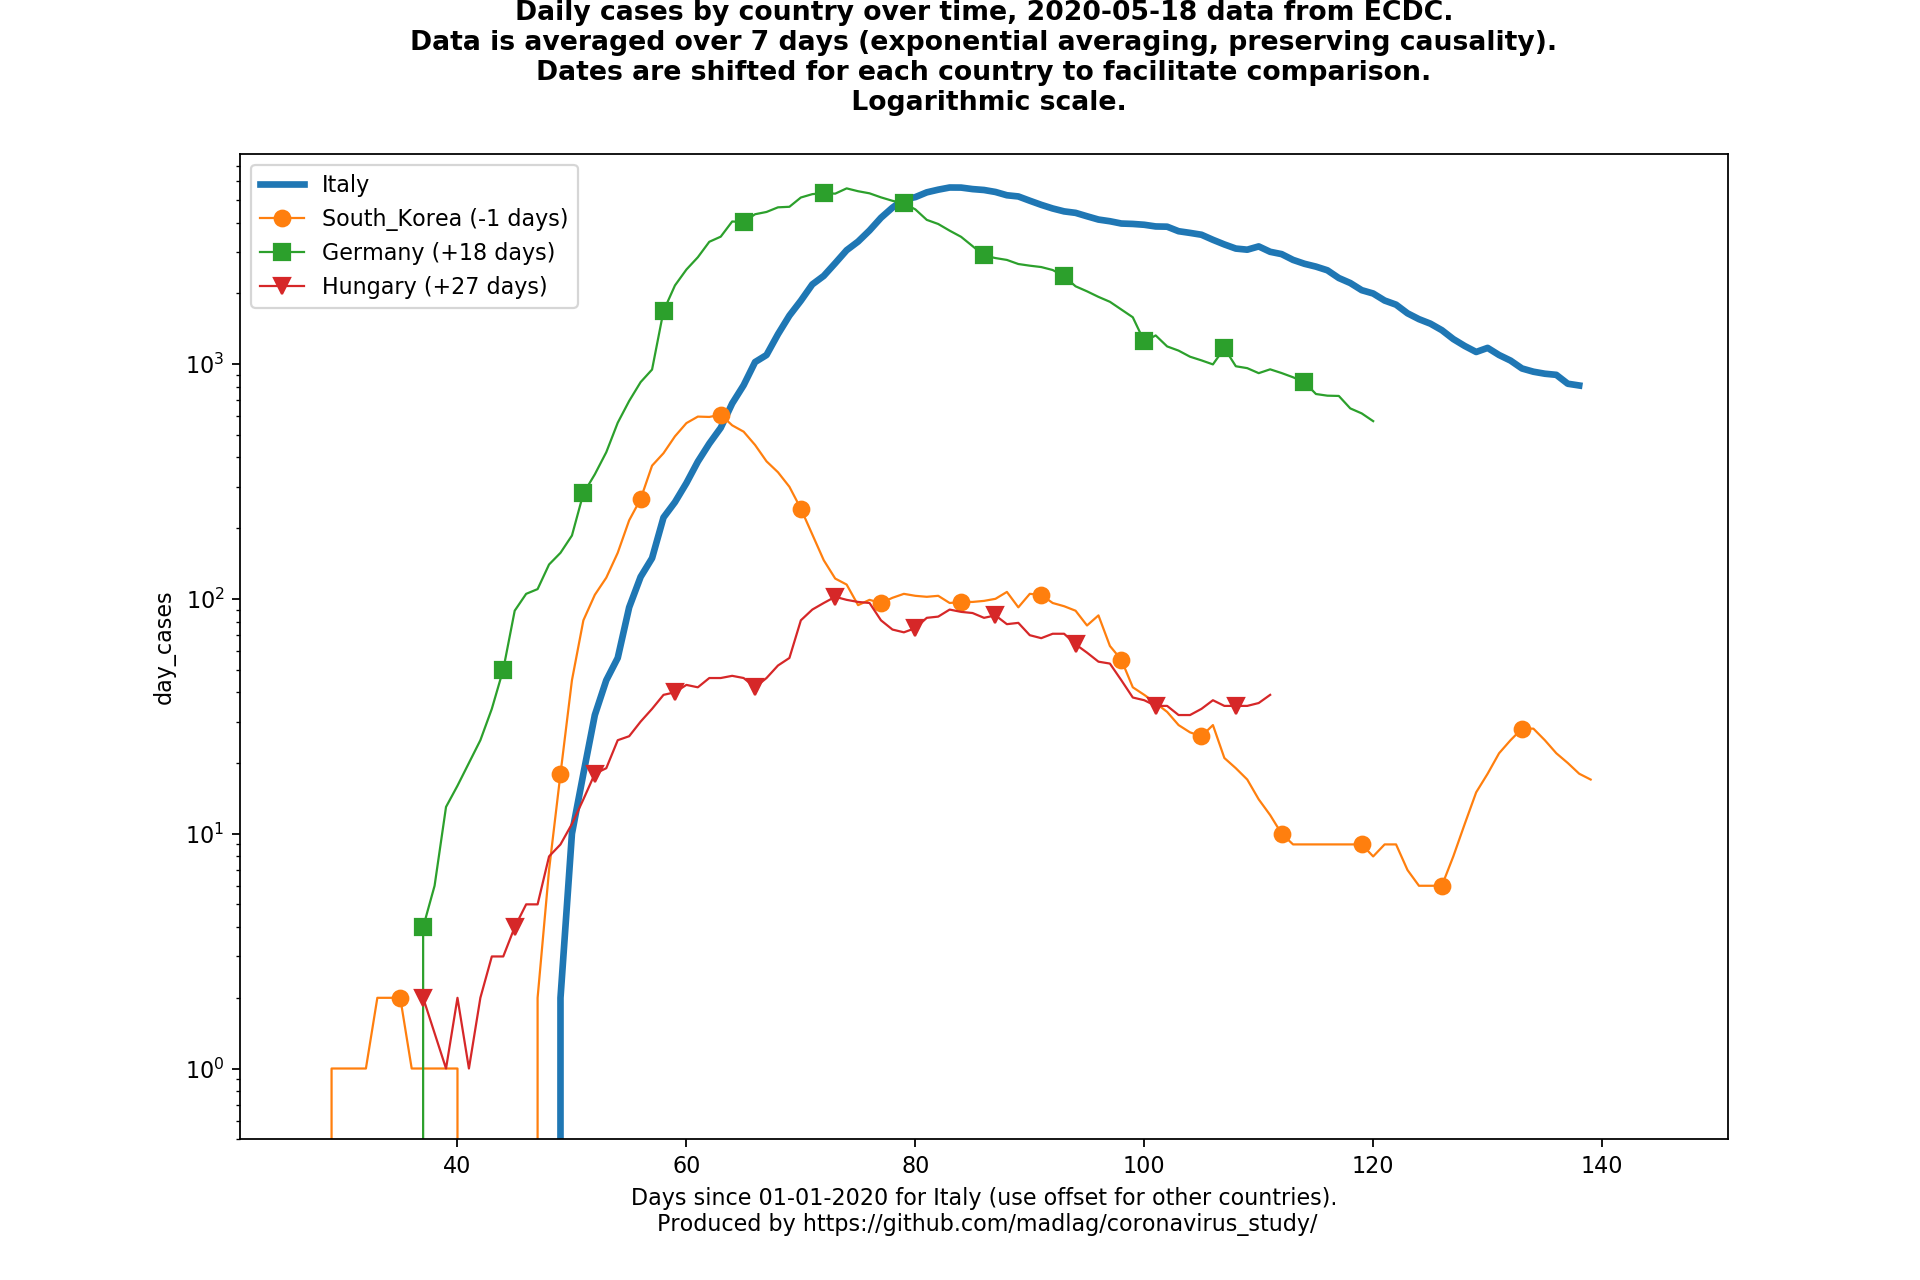 Daily cases by country over time, 2020-05-18 data from ECDC.
Data is averaged over 7 days (exponential averaging, preserving causality).
Dates are shifted for each country to facilitate comparison.
Logarithmic scale.
Italy
South_Korea (-1 days)
Germany (+18 days)
Hungary (+27 days)
day_cases
10³
10²
10¹
10⁰
40 60 80 100 120 140
Days since 01-01-2020 for Italy (use offset for other countries).
Produced by https://github.com/madlag/coronavirus_study/